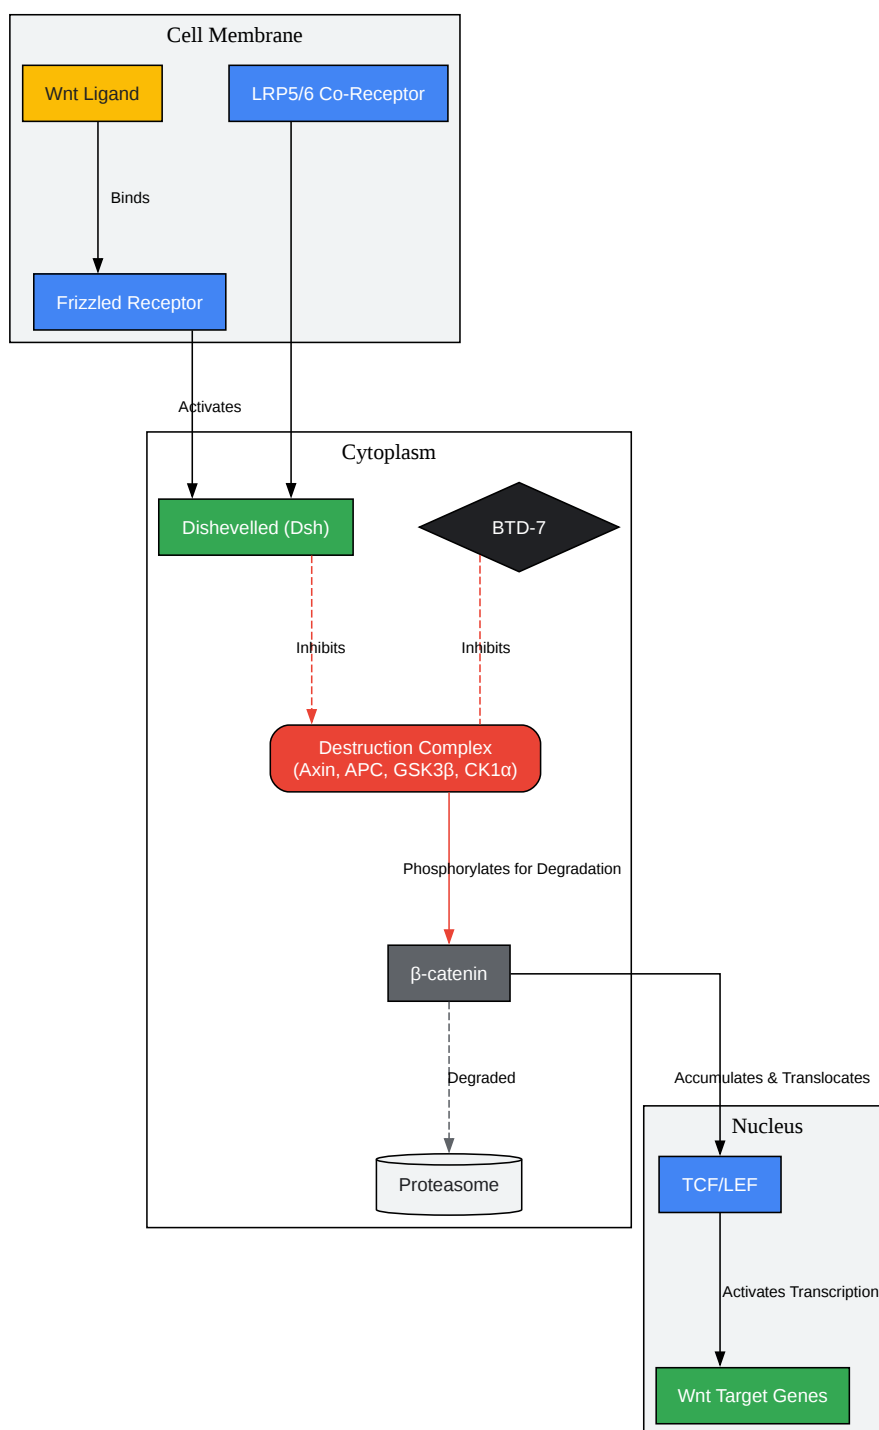 Cell Membrane
Wnt Ligand
LRP5/6 Co-Receptor
Binds
Frizzled Receptor
Activates
Cytoplasm
Dishevelled (Dsh)
BTD-7
Inhibits
Inhibits
Destruction Complex
(Axin, APC, GSK3β, CK1α)
Phosphorylates for Degradation
β-catenin
Degraded
Accumulates & Translocates
Nucleus
Proteasome
TCF/LEF
Activates Transcription
Wnt Target Genes